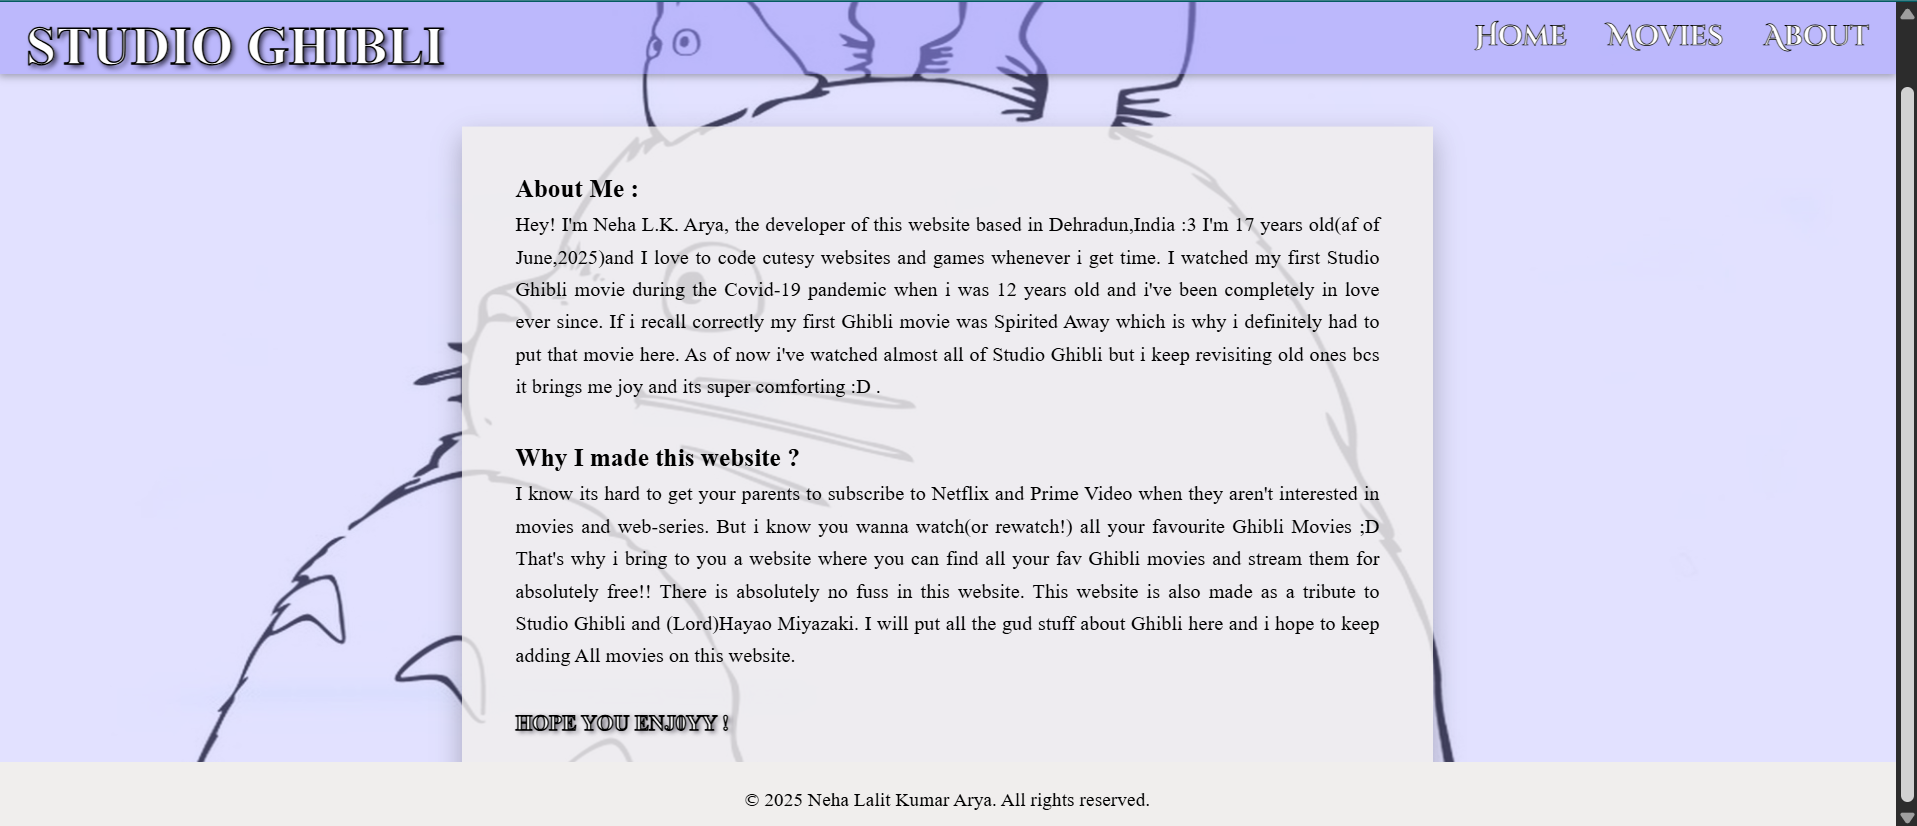 STUDIO GHIBLI
Home Movies About
About Me :
Hey! I'm Neha L.K. Arya, the developer of this website based in Dehradun,India :3 I'm 17 years old(af of
June,2025)and I love to code cutesy websites and games whenever i get time. I watched my first Studio
Ghibli movie during the Covid-19 pandemic when i was 12 years old and i've been completely in love
ever since. If i recall correctly my first Ghibli movie was Spirited Away which is why i definitely had to
put that movie here. As of now i've watched almost all of Studio Ghibli but i keep revisiting old ones bcs
it brings me joy and its super comforting :D .
Why I made this website ?
I know its hard to get your parents to subscribe to Netflix and Prime Video when they aren't interested in
movies and web-series. But i know you wanna watch(or rewatch!) all your favourite Ghibli Movies ;D
That's why i bring to you a website where you can find all your fav Ghibli movies and stream them for
absolutely free!! There is absolutely no fuss in this website. This website is also made as a tribute to
Studio Ghibli and (Lord)Hayao Miyazaki. I will put all the gud stuff about Ghibli here and i hope to keep
adding All movies on this website.
HOPE YOU ENJOYY !
© 2025 Neha Lalit Kumar Arya. All rights reserved.